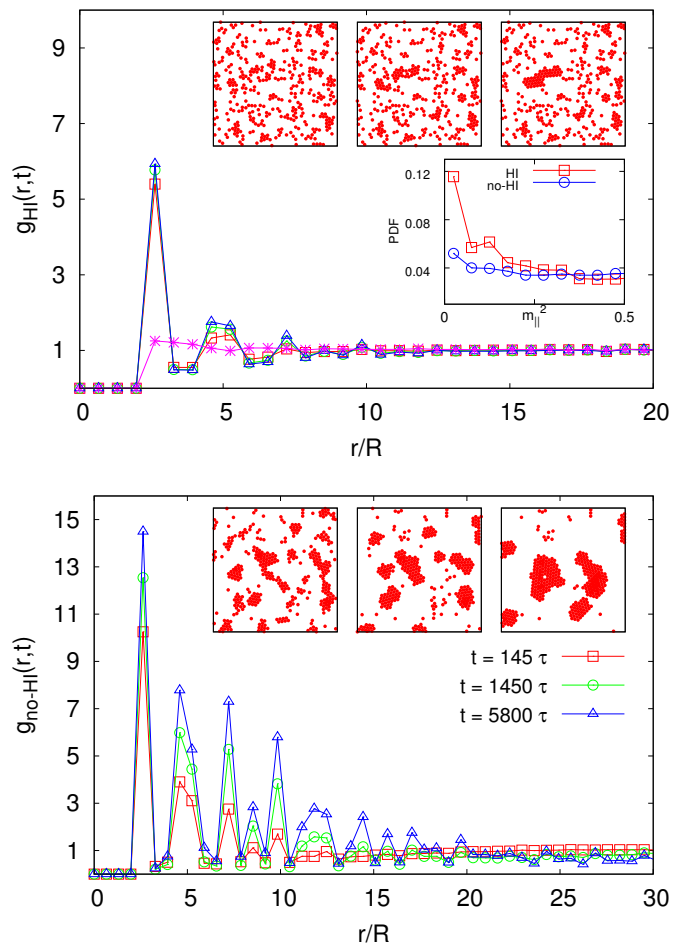 9
7
5
3
1
0
5
10
15
20
g_HI(r,t)
r/R
0.12
0.08
0.04
0
0.5
PDF
m_||^2
HI
no-HI
15
13
11
9
7
5
3
1
0
5
10
15
20
25
30
g_no-HI(r,t)
r/R
t = 145 τ
t = 1450 τ
t = 5800 τ